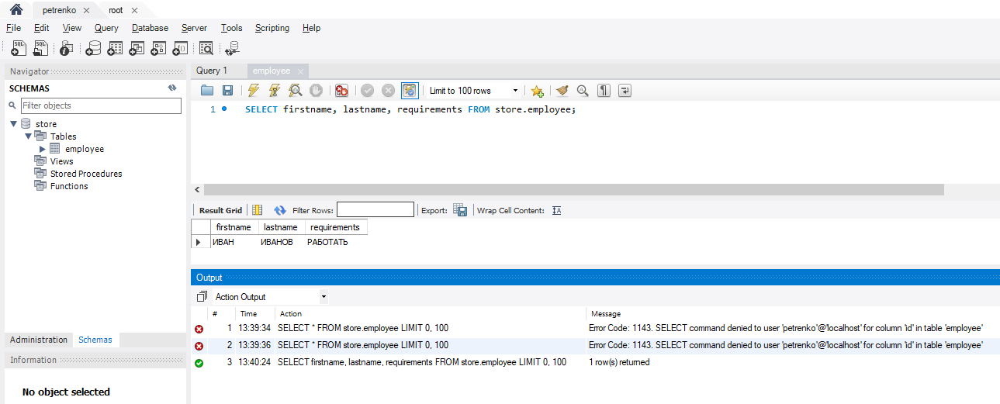 petrenko × root ×
File Edit View Query Database Server Tools Scripting Help
Navigator
SCHEMAS
Filter objects
store
Tables
employee
Views
Stored Procedures
Functions
Administration Schemas
Information
No object selected
Query 1 employee ×
Limit to 100 rows
1 SELECT firstname, lastname, requirements FROM store.employee;
Result Grid Filter Rows: Export: Wrap Cell Content:
firstname lastname requirements
ИВАН ИВАНОВ РАБОТАТЬ
Output
Action Output
# Time Action Message
1 13:39:34 SELECT * FROM store.employee LIMIT 0, 100 Error Code: 1143. SELECT command denied to user 'petrenko'@'localhost' for column 'id' in table 'employee'
2 13:39:36 SELECT * FROM store.employee LIMIT 0, 100 Error Code: 1143. SELECT command denied to user 'petrenko'@'localhost' for column 'id' in table 'employee'
3 13:40:24 SELECT firstname, lastname, requirements FROM store.employee LIMIT 0, 100 1 row(s) returned